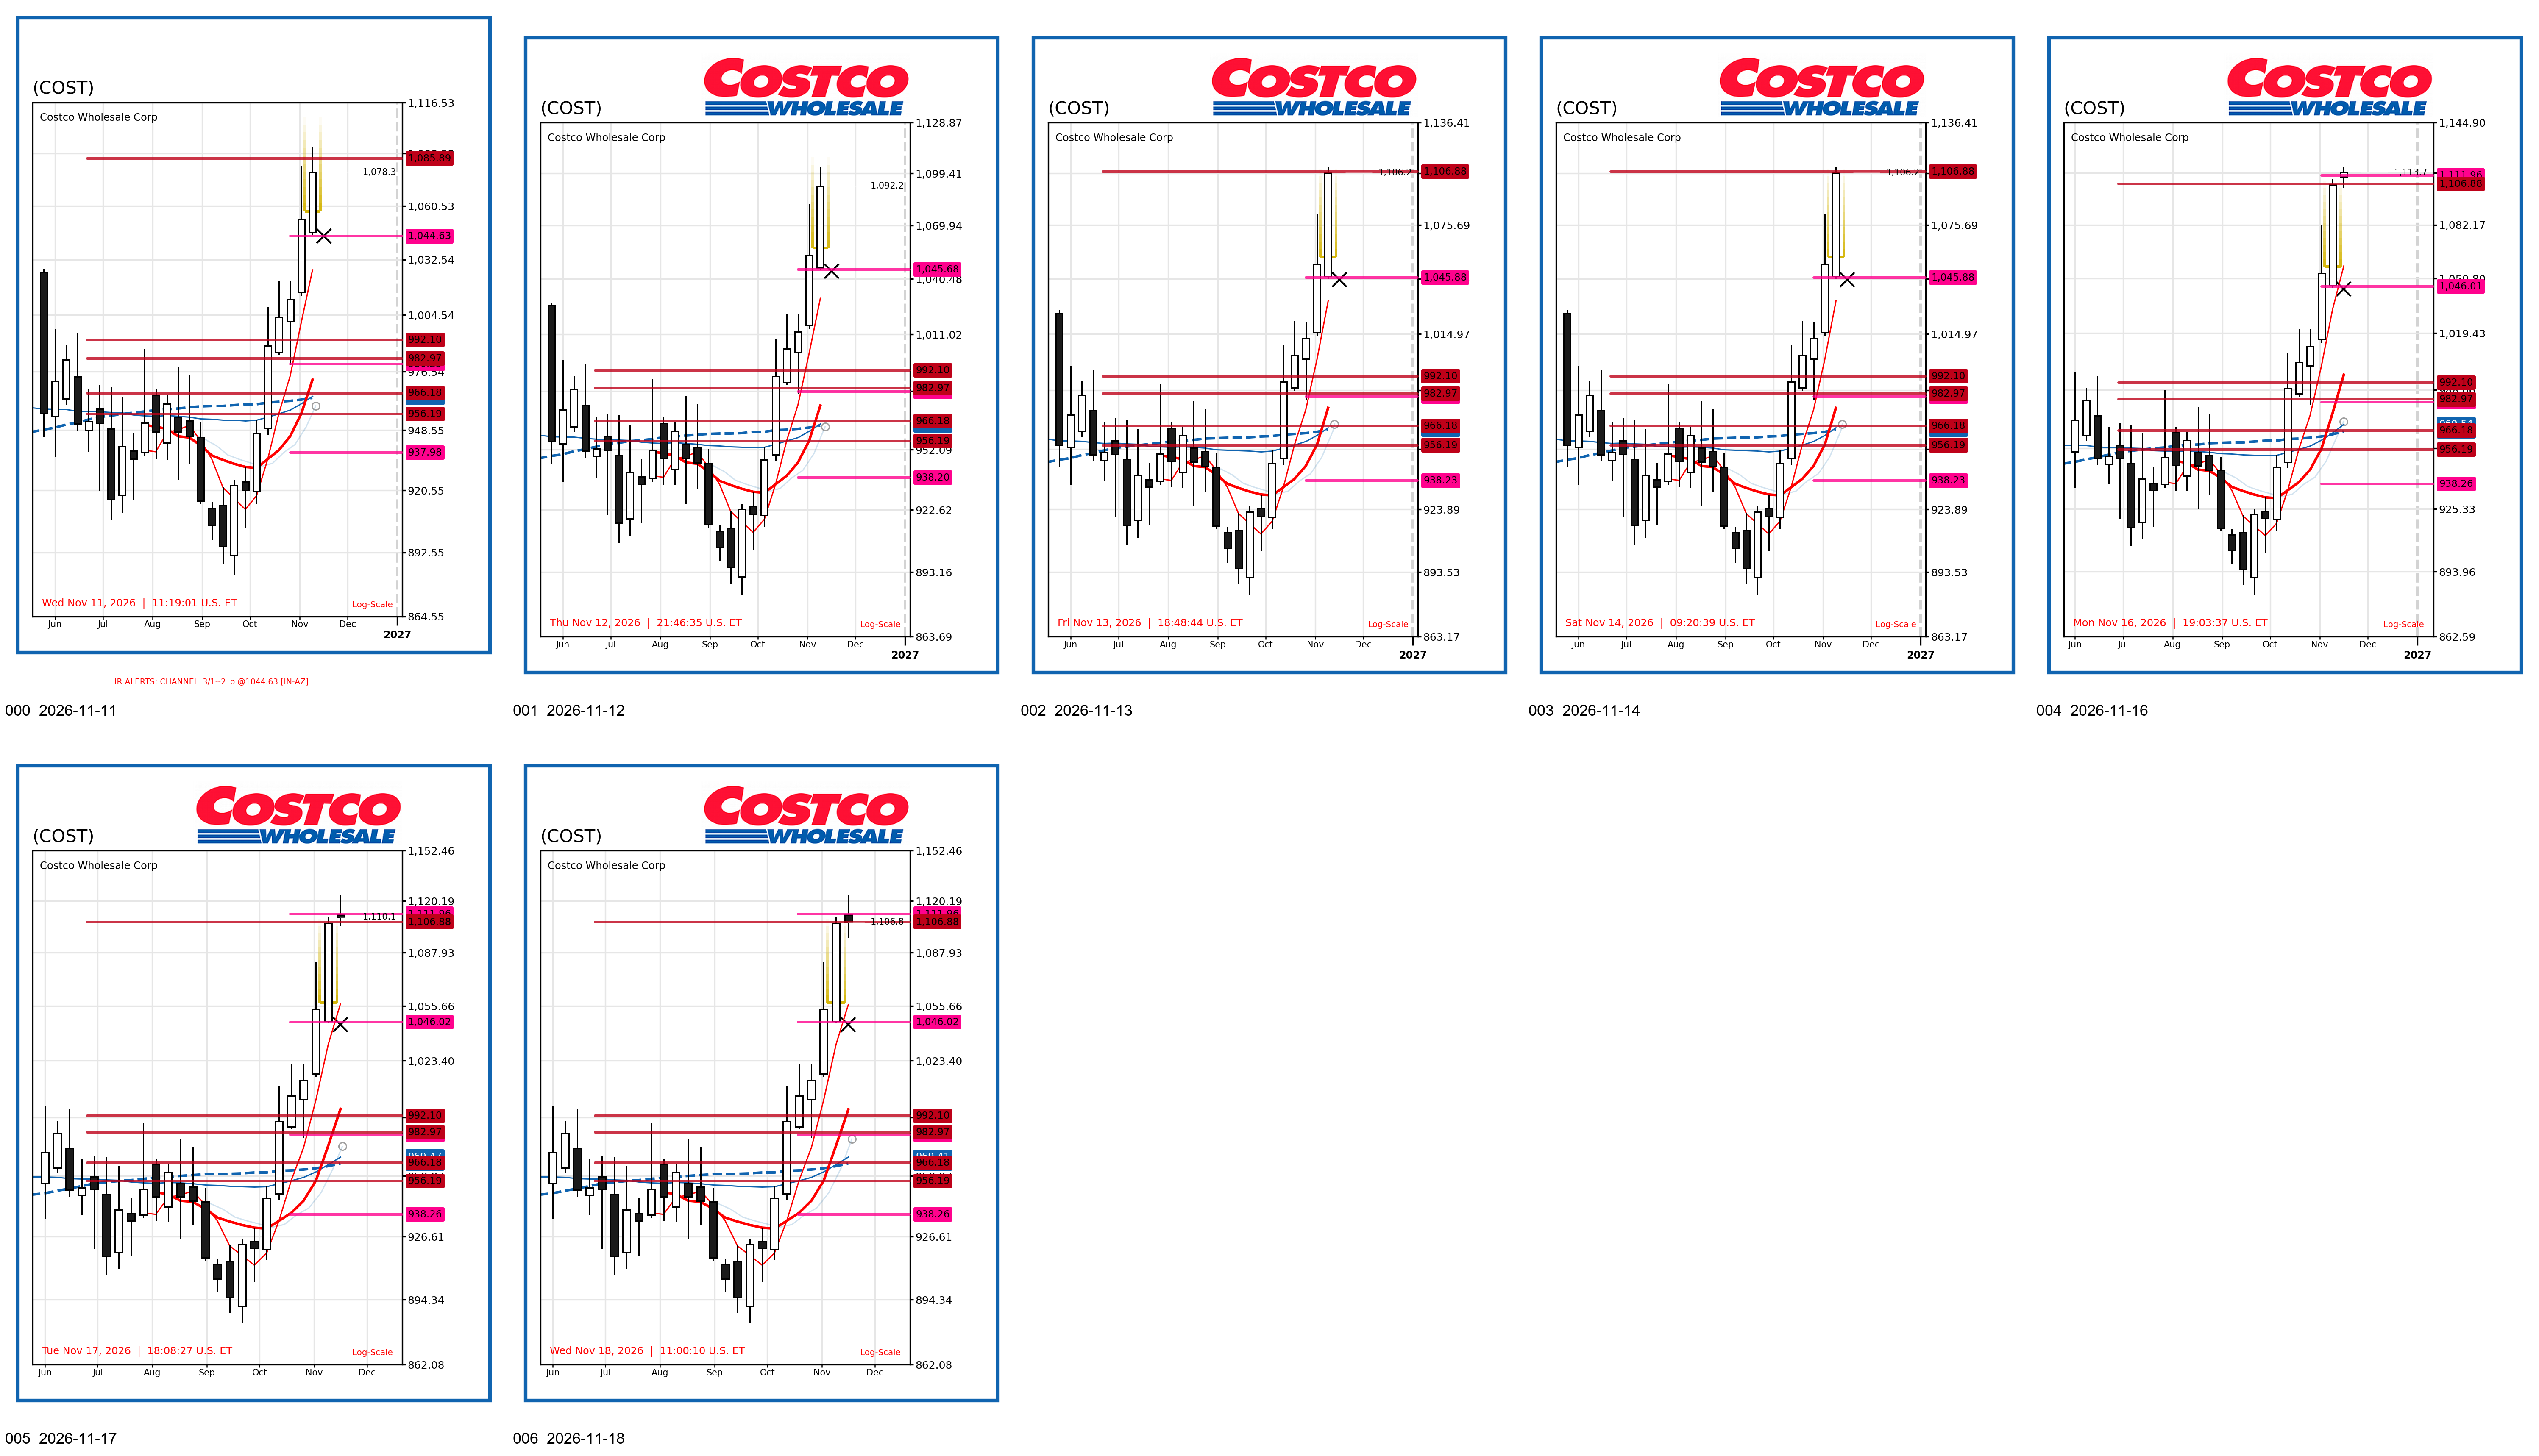 (COST)
Costco Wholesale Corp
1,116.53
1,085.89
1,078.3
1,060.53
1,044.63
1,032.54
1,004.54
992.10
982.97
976.54
966.18
956.19
948.55
937.98
920.55
892.55
864.55
Wed Nov 11, 2026 | 11:19:01 U.S. ET
Log-Scale
Jun Jul Aug Sep Oct Nov Dec
2027
IR ALERTS: CHANNEL_3/1--2_b @1044.63 [IN-AZ]
000 2026-11-11
COSTCO
WHOLESALE
(COST)
Costco Wholesale Corp
1,128.87
1,099.41
1,092.2
1,069.94
1,045.68
1,040.48
1,011.02
992.10
982.97
966.18
956.19
952.09
938.20
922.62
893.16
863.69
Thu Nov 12, 2026 | 21:46:35 U.S. ET
Log-Scale
Jun Jul Aug Sep Oct Nov Dec
2027
001 2026-11-12
COSTCO
WHOLESALE
(COST)
Costco Wholesale Corp
1,136.41
1,106.2
1,106.88
1,075.69
1,045.88
1,014.97
992.10
982.97
966.18
956.19
938.23
923.89
893.53
863.17
Fri Nov 13, 2026 | 18:48:44 U.S. ET
Log-Scale
Jun Jul Aug Sep Oct Nov Dec
2027
002 2026-11-13
COSTCO
WHOLESALE
(COST)
Costco Wholesale Corp
1,136.41
1,106.2
1,106.88
1,075.69
1,045.88
1,014.97
992.10
982.97
966.18
956.19
938.23
923.89
893.53
863.17
Sat Nov 14, 2026 | 09:20:39 U.S. ET
Log-Scale
Jun Jul Aug Sep Oct Nov Dec
2027
003 2026-11-14
COSTCO
WHOLESALE
(COST)
Costco Wholesale Corp
1,144.90
1,113.7
1,111.96
1,106.88
1,082.17
1,050.80
1,046.01
1,019.43
992.10
982.97
966.18
956.19
938.26
925.33
893.96
862.59
Mon Nov 16, 2026 | 19:03:37 U.S. ET
Log-Scale
Jun Jul Aug Sep Oct Nov Dec
2027
004 2026-11-16
COSTCO
WHOLESALE
(COST)
Costco Wholesale Corp
1,152.46
1,120.19
1,111.96
1,110.1
1,106.88
1,087.93
1,055.66
1,046.02
1,023.40
992.10
982.97
966.18
956.19
938.26
926.61
894.34
862.08
Tue Nov 17, 2026 | 18:08:27 U.S. ET
Log-Scale
Jun Jul Aug Sep Oct Nov Dec
005 2026-11-17
COSTCO
WHOLESALE
(COST)
Costco Wholesale Corp
1,152.46
1,120.19
1,111.96
1,106.8
1,106.88
1,087.93
1,055.66
1,046.02
1,023.40
992.10
982.97
966.18
956.19
938.26
926.61
894.34
862.08
Wed Nov 18, 2026 | 11:00:10 U.S. ET
Log-Scale
Jun Jul Aug Sep Oct Nov Dec
006 2026-11-18